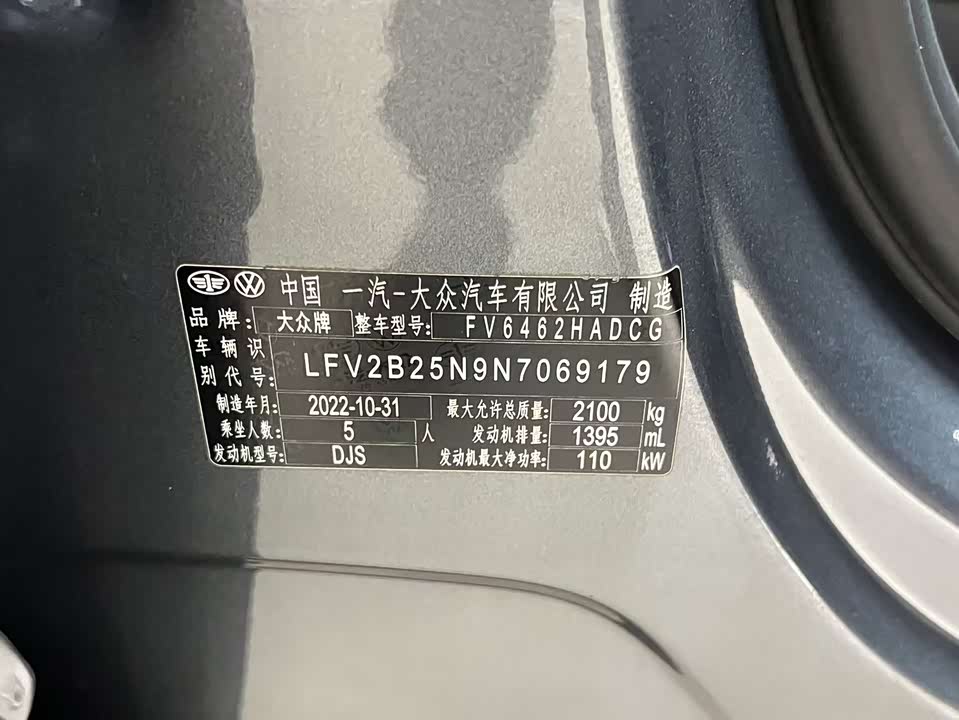 中国 一汽-大众汽车有限公司 制造
品牌: 大众牌 整车型号: FV6462HADCG
车辆识别代号: LFV2B25N9N7069179
制造年月: 2022-10-31 最大允许总质量: 2100 kg
乘坐人数: 5 人 发动机排量: 1395 mL
发动机型号: DJS 发动机最大净功率: 110 kW